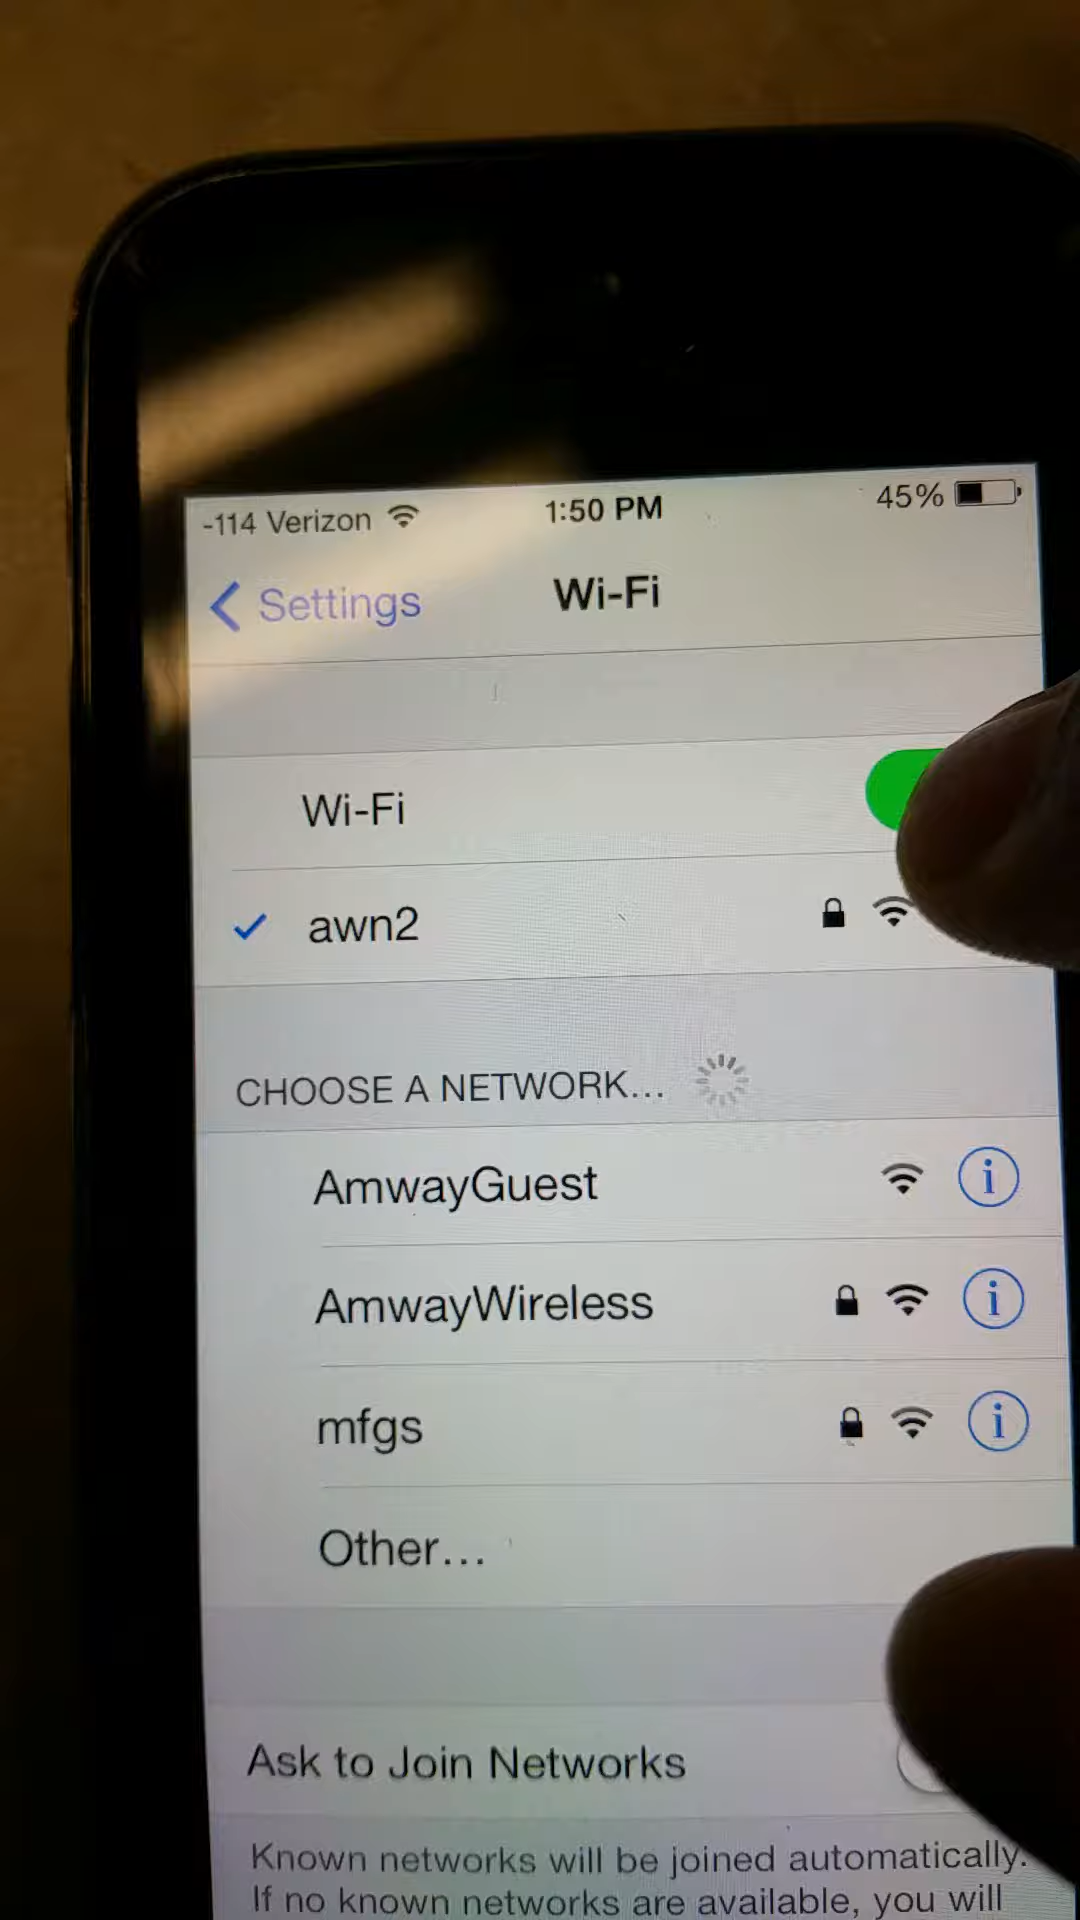 -114 Verizon 1:50 PM 45%
Settings Wi-Fi
Wi-Fi
awn2
CHOOSE A NETWORK...
AmwayGuest
AmwayWireless
mfgs
Other...
Ask to Join Networks
Known networks will be joined automatically.
If no known networks are available, you will